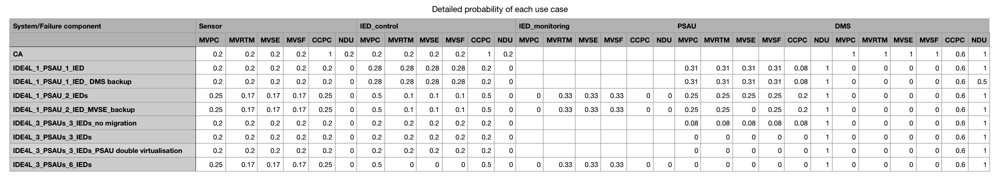 Detailed probability of each use case
System/Failure component Sensor IED_control IED_monitoring PSAU DMS
MVPC MVRTM MVSE MVSF CCPC NDU MVPC MVRTM MVSE MVSF CCPC NDU MVPC MVRTM MVSE MVSF CCPC NDU MVPC MVRTM MVSE MVSF CCPC NDU MVPC MVRTM MVSE MVSF CCPC NDU
CA 0.2 0.2 0.2 0.2 1 0.2 0.2 0.2 0.2 0.2 1 0.2 1 1 1 1 0.6 1
IDE4L_1_PSAU_1_IED 0.2 0.2 0.2 0.2 0.2 0 0.28 0.28 0.28 0.28 0.2 0 0.31 0.31 0.31 0.31 0.08 1 0 0 0 0 0.6 1
IDE4L_1_PSAU_1_IED_ DMS backup 0.2 0.2 0.2 0.2 0.2 0 0.28 0.28 0.28 0.28 0.2 0 0.31 0.31 0.31 0.31 0.08 1 0 0 0 0 0.6 0.5
IDE4L_1_PSAU_2_IEDs 0.25 0.17 0.17 0.17 0.25 0 0.5 0.1 0.1 0.1 0.5 0 0 0.33 0.33 0.33 0 0 0.25 0.25 0.25 0.25 0.2 1 0 0 0 0 0.6 1
IDE4L_1_PSAU_2_IED_MVSE_backup 0.25 0.17 0.17 0.17 0.25 0 0.5 0.1 0.1 0.1 0.5 0 0 0.33 0.33 0.33 0 0 0.25 0.25 0 0.25 0.2 1 0 0 0 0 0.6 1
IDE4L_3_PSAUs_3_IEDs_no migration 0.2 0.2 0.2 0.2 0.2 0 0.2 0.2 0.2 0.2 0.2 0 0.08 0.08 0.08 0.08 0.08 1 0 0 0 0 0.6 1
IDE4L_3_PSAUs_3_IEDs 0.2 0.2 0.2 0.2 0.2 0 0.2 0.2 0.2 0.2 0.2 0 0 0 0 0 0 1 0 0 0 0 0.6 1
IDE4L_3_PSAUs_3_IEDs_PSAU double virtualisation 0.2 0.2 0.2 0.2 0.2 0 0.2 0.2 0.2 0.2 0.2 0 0 0 0 0 0 1 0 0 0 0 0.6 1
IDE4L_3_PSAUs_6_IEDs 0.25 0.17 0.17 0.17 0.25 0 0.5 0 0 0 0.5 0 0 0.33 0.33 0.33 0 0 0 0 0 0 0 1 0 0 0 0 0.6 1